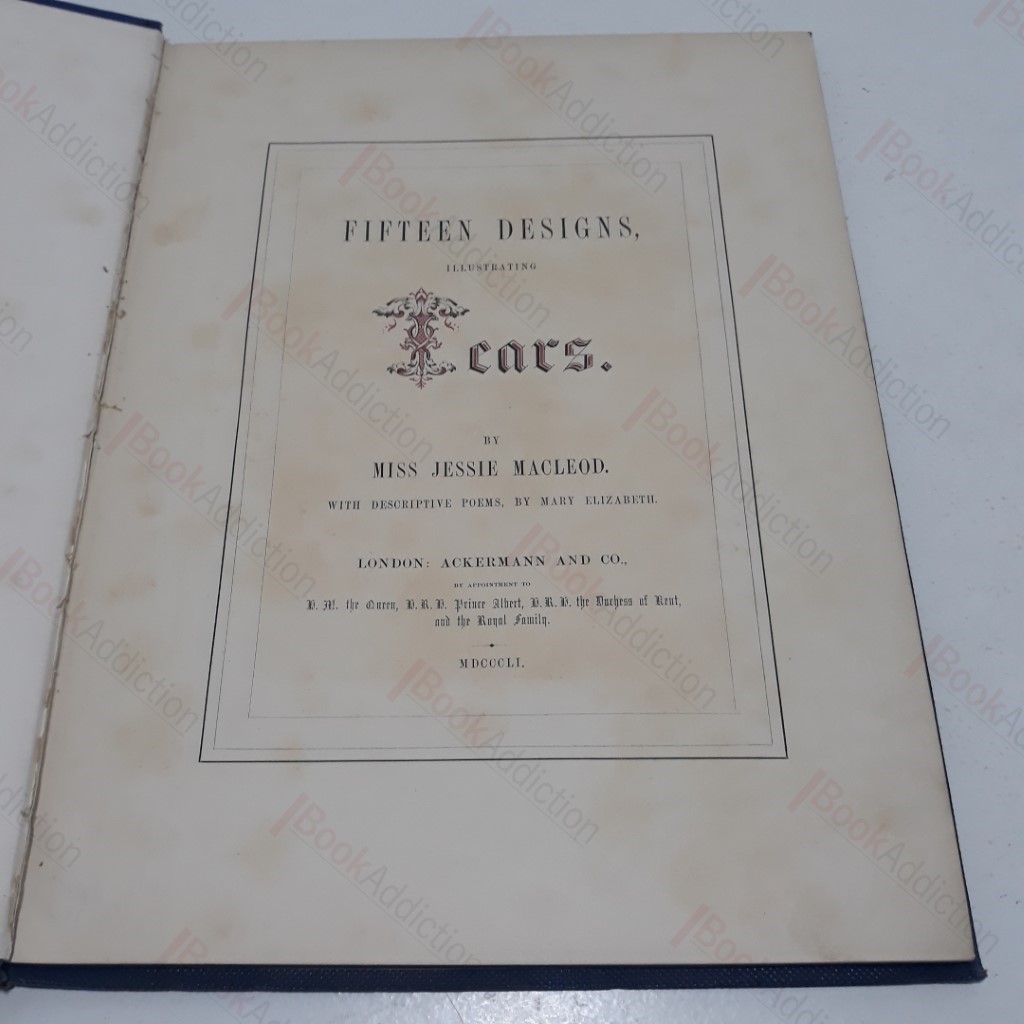 FIFTEEN DESIGNS,
ILLUSTRATING
Tears.
BY
MISS JESSIE MACLEOD.
WITH DESCRIPTIVE POEMS, BY MARY ELIZABETH.
LONDON: ACKERMANN AND CO.,
BY APPOINTMENT TO
H. M. the Queen, H. R. H. Prince Albert, H. R. H. the Duchess of Kent,
and the Royal Family.
MDCCCLI.
BookAddiction